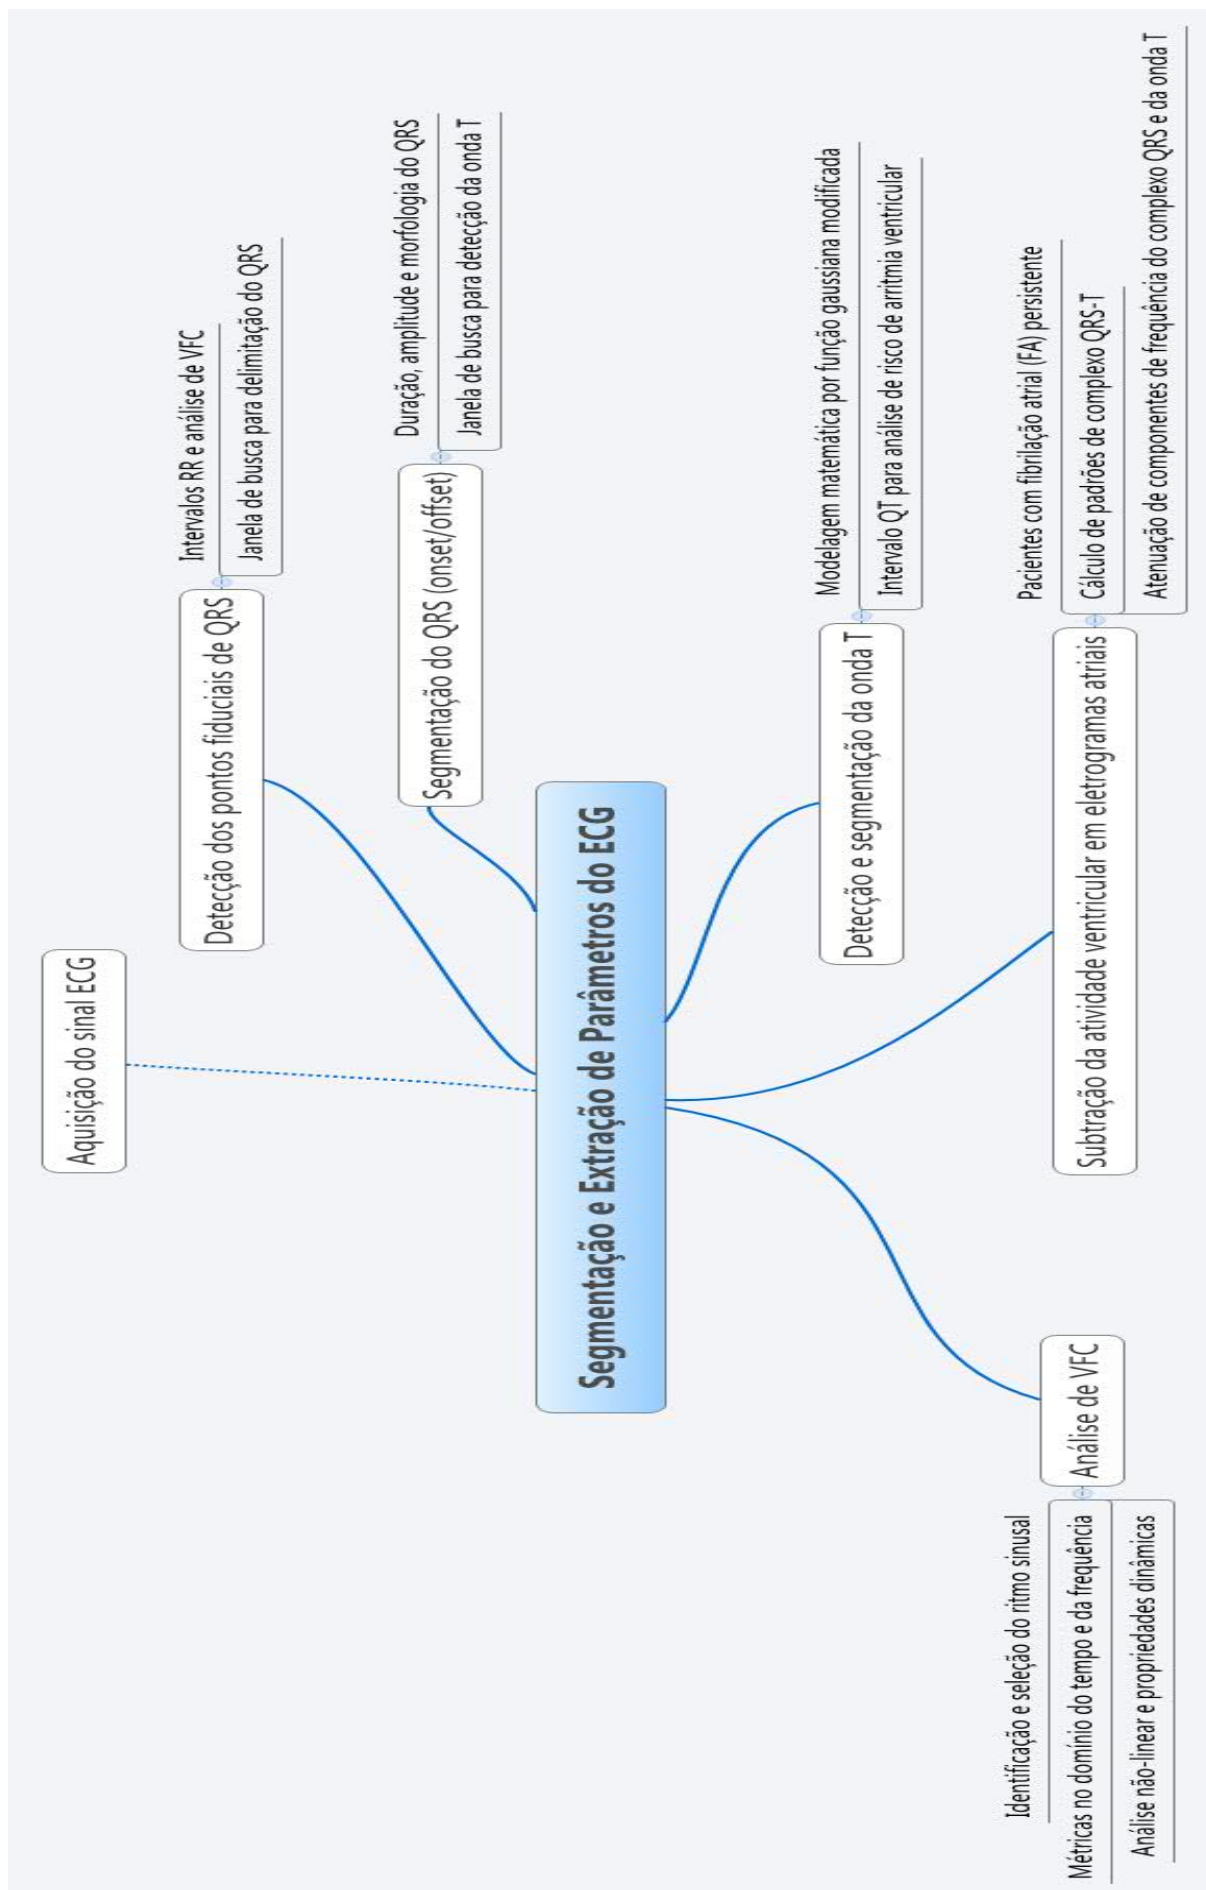 Aquisição do sinal ECG
Detecção dos pontos fiduciais de QRS
Intervalos RR e análise de VFC
Janela de busca para delimitação do QRS
Segmentação do QRS (onset/offset)
Duração, amplitude e morfologia do QRS
Janela de busca para detecção da onda T
Segmentação e Extração de Parâmetros do ECG
Detecção e segmentação da onda T
Modelagem matemática por função gaussiana modificada
Intervalo QT para análise de risco de arritmia ventricular
Subtração da atividade ventricular em eletrogramas atriais
Pacientes com fibrilação atrial (FA) persistente
Cálculo de padrões de complexo QRS-T
Atenuação de componentes de frequência do complexo QRS e da onda T
Análise de VFC
Identificação e seleção do ritmo sinusal
Métricas no domínio do tempo e da frequência
Análise não-linear e propriedades dinâmicas